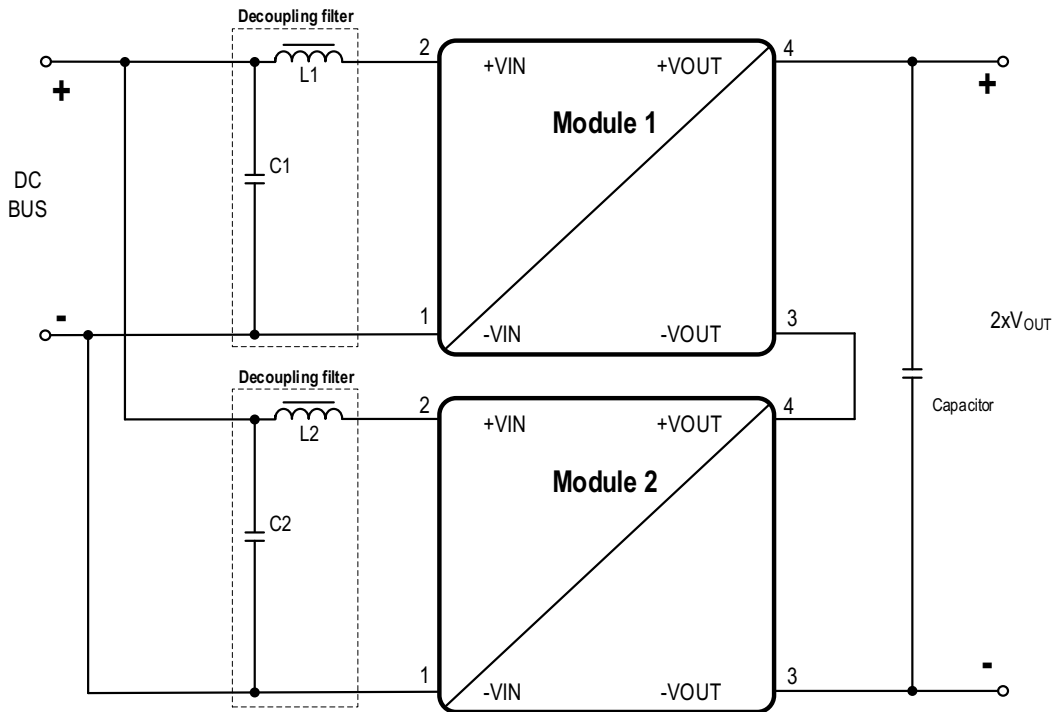 Decoupling filter
2
4
L1
+VIN
+VOUT
+
+
Module 1
C1
DC
BUS
-
1
3
-VIN
-VOUT
2xVOUT
Decoupling filter
2
4
L2
+VIN
+VOUT
Capacitor
Module 2
C2
1
3
-
-VIN
-VOUT